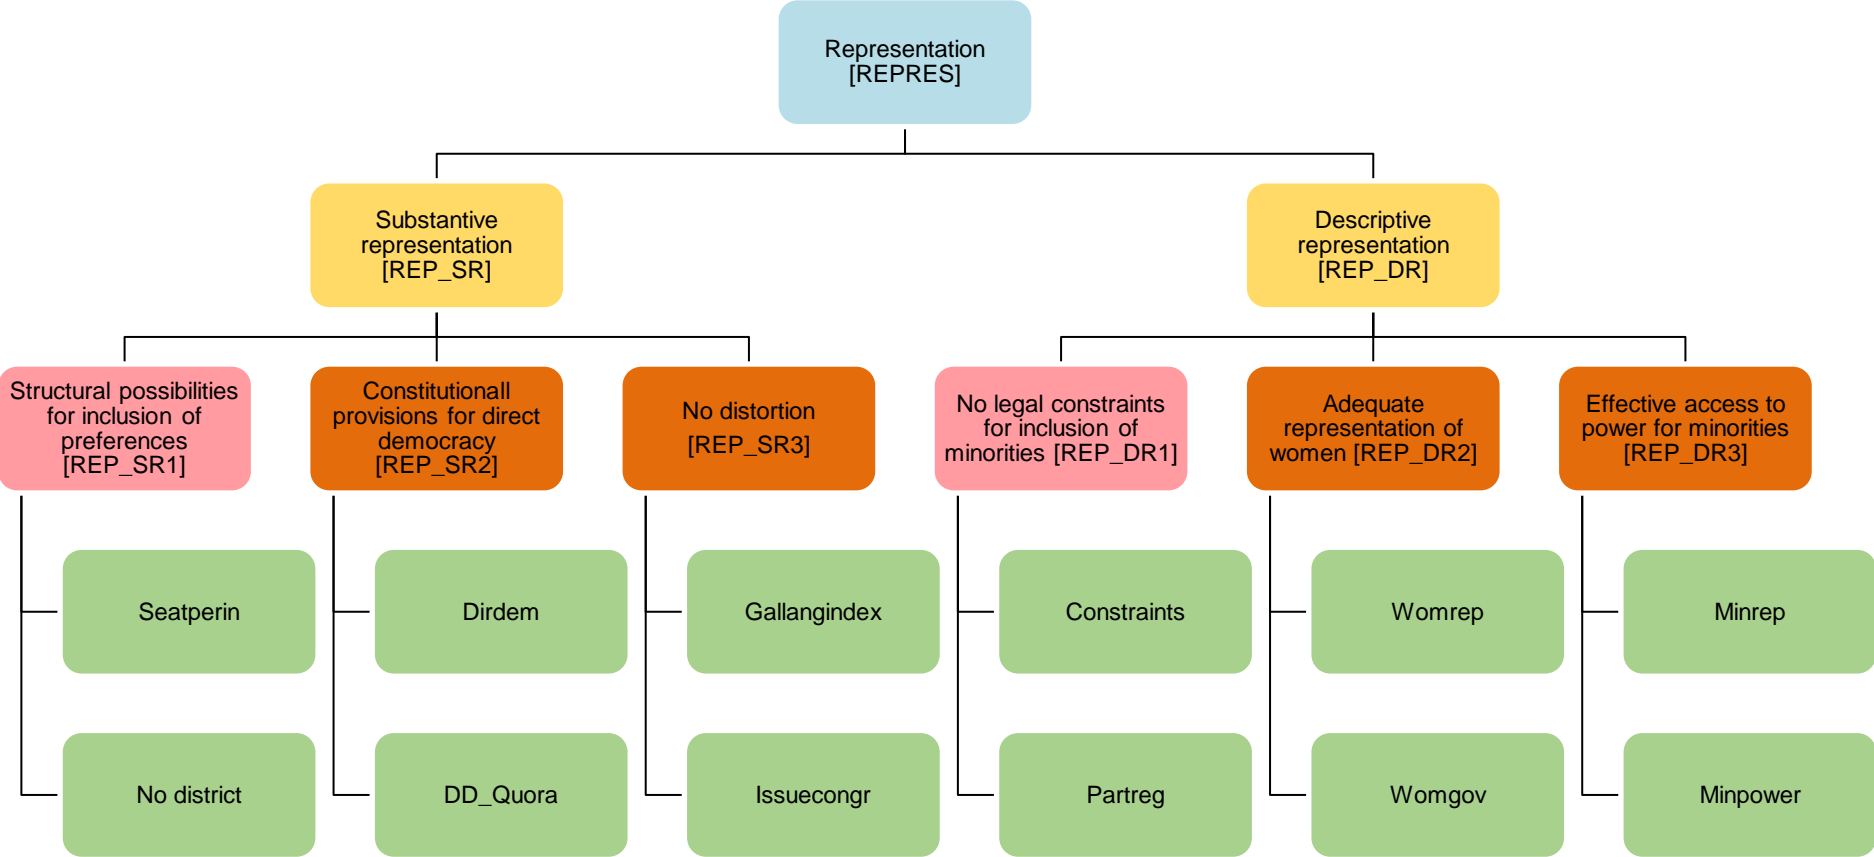 Representation
[REPRES]
Substantive
representation
[REP_SR]
Descriptive
representation
[REP_DR]
Structural possibilities
for inclusion of
preferences
[REP_SR1]
Constitutionall
provisions for direct
democracy
[REP_SR2]
No distortion
[REP_SR3]
No legal constraints
for inclusion of
minorities [REP_DR1]
Adequate
representation of
women [REP_DR2]
Effective access to
power for minorities
[REP_DR3]
Seatperin
Dirdem
Gallangindex
Constraints
Womrep
Minrep
No district
DD_Quora
Issuecongr
Partreg
Womgov
Minpower